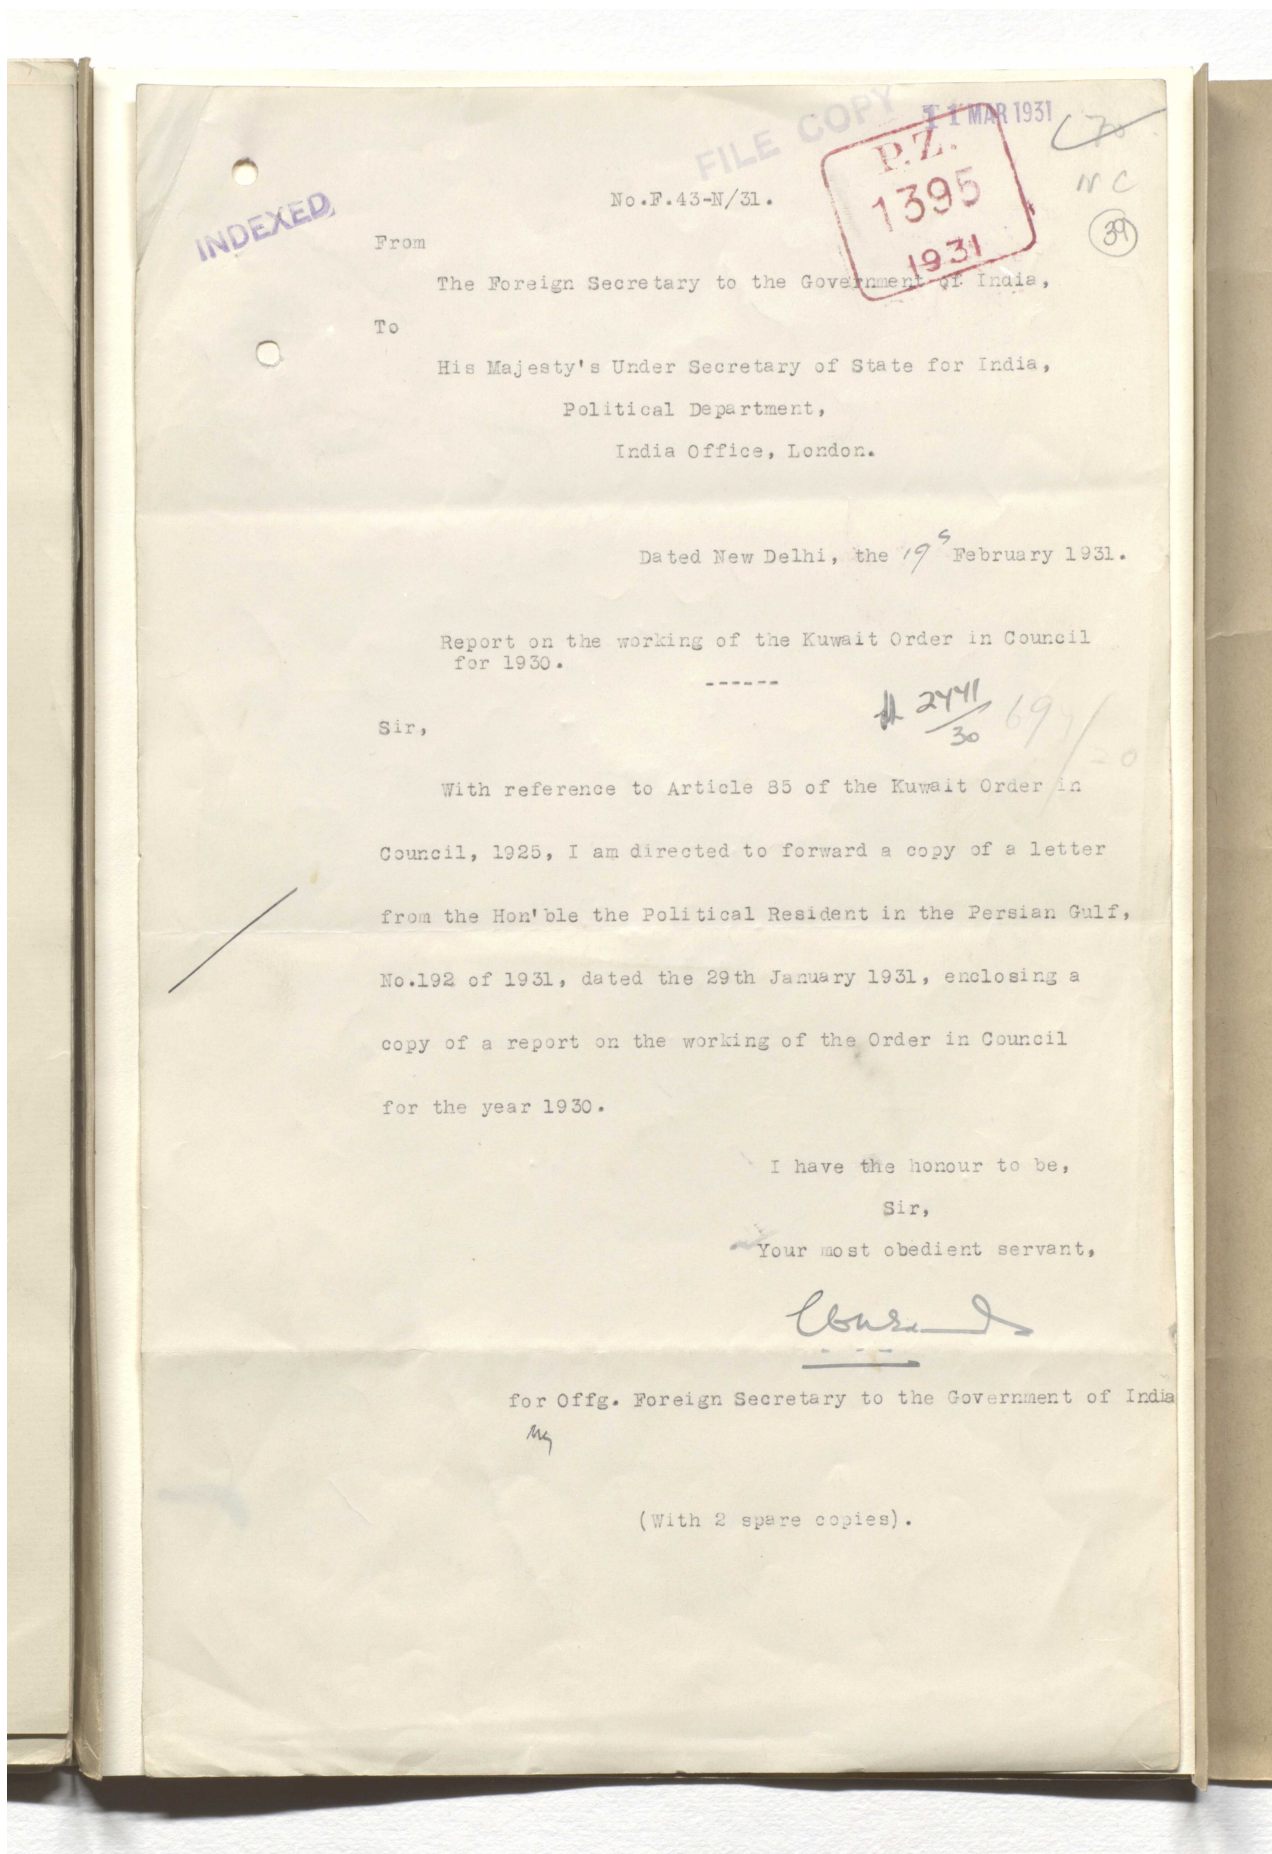 FILE COPY
11 MAR 1931
P.Z.
1395
1931
INDEXED
N C
39
No.F.43-N/31.
From
The Foreign Secretary to the Government of India,
To
His Majesty's Under Secretary of State for India,
Political Department,
India Office, London.
Dated New Delhi, the 19 February 1931.
Report on the working of the Kuwait Order in Council
for 1930.
------
2441
30
Sir,
With reference to Article 85 of the Kuwait Order in
Council, 1925, I am directed to forward a copy of a letter
from the Hon'ble the Political Resident in the Persian Gulf,
No.192 of 1931, dated the 29th January 1931, enclosing a
copy of a report on the working of the Order in Council
for the year 1930.
I have the honour to be,
Sir,
Your most obedient servant,
for Offg. Foreign Secretary to the Government of India
(With 2 spare copies).